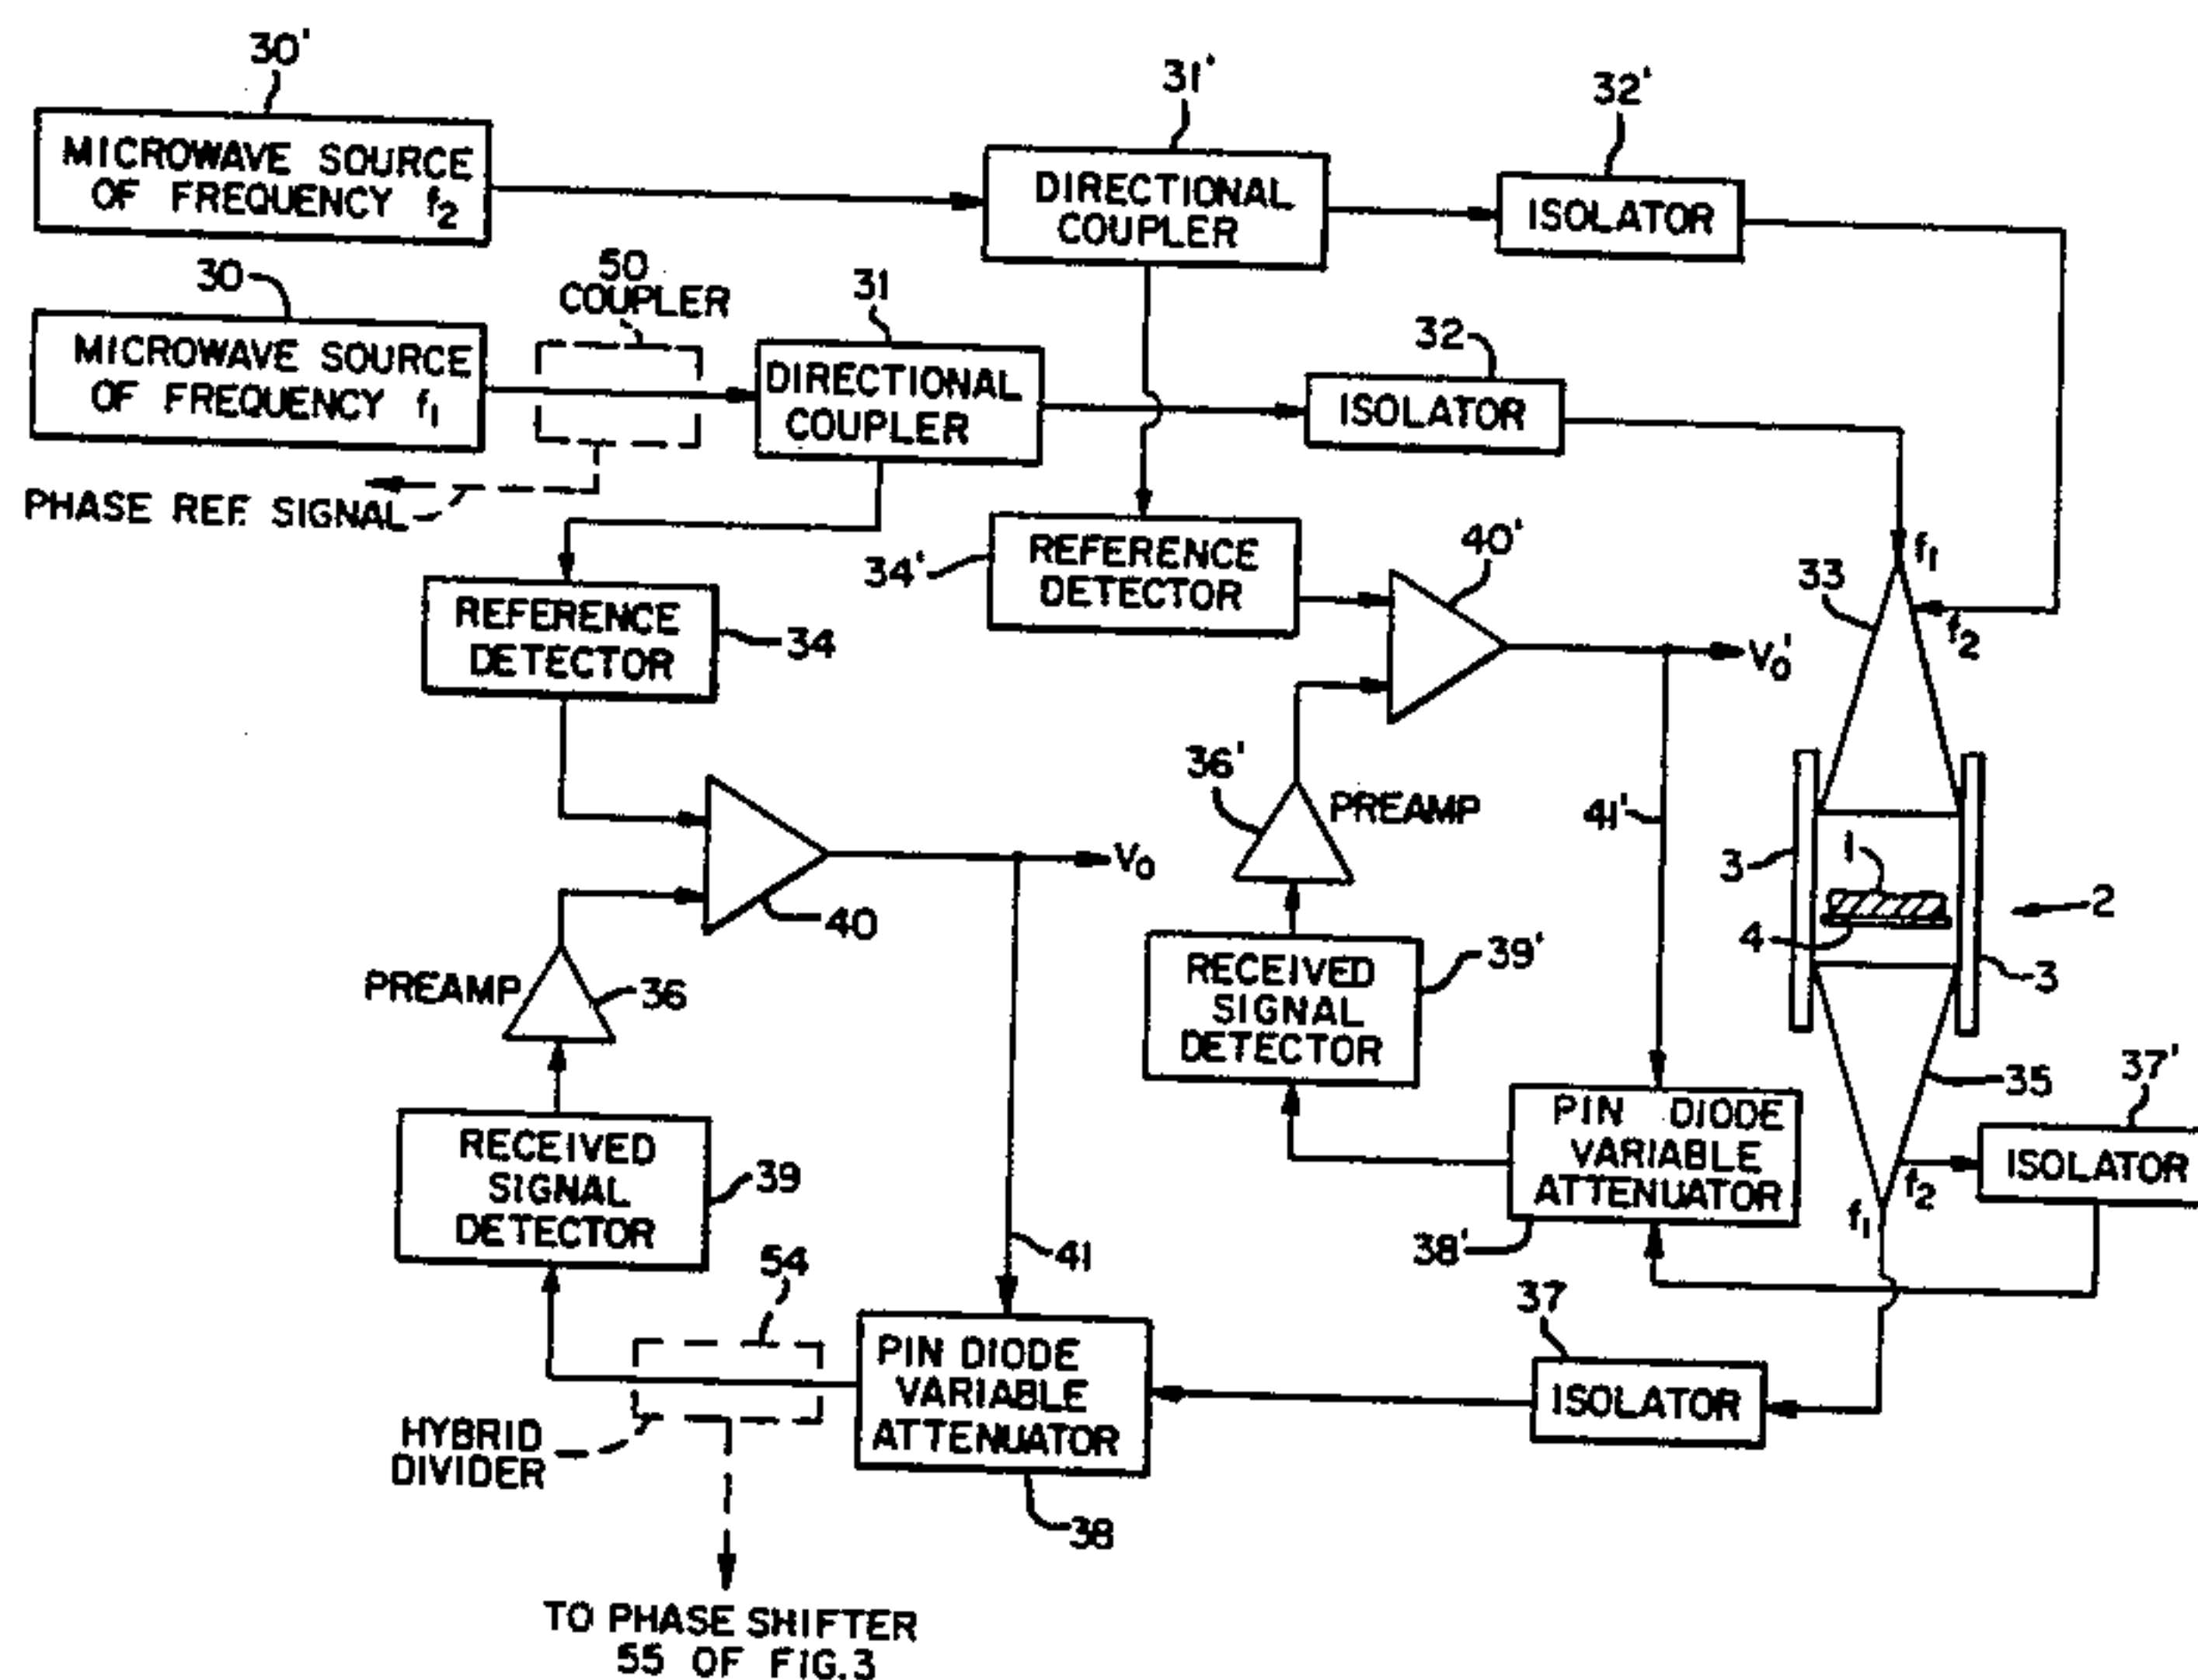 30'
MICROWAVE SOURCE
OF FREQUENCY f2
31'
DIRECTIONAL
COUPLER
32'
ISOLATOR
30
MICROWAVE SOURCE
OF FREQUENCY f1
50
COUPLER
31
DIRECTIONAL
COUPLER
32
ISOLATOR
PHASE REF. SIGNAL
34'
REFERENCE
DETECTOR
40'
V0'
33
f1
f2
REFERENCE
DETECTOR
34
36'
PREAMP
41'
3
1
4
2
3
V0
40
PREAMP
36
RECEIVED
SIGNAL
DETECTOR
39'
35
37'
PIN DIODE
VARIABLE
ATTENUATOR
38'
f2
ISOLATOR
f1
RECEIVED
SIGNAL
DETECTOR
39
41
54
37
HYBRID
DIVIDER
PIN DIODE
VARIABLE
ATTENUATOR
38
ISOLATOR
TO PHASE SHIFTER
55 OF FIG.3